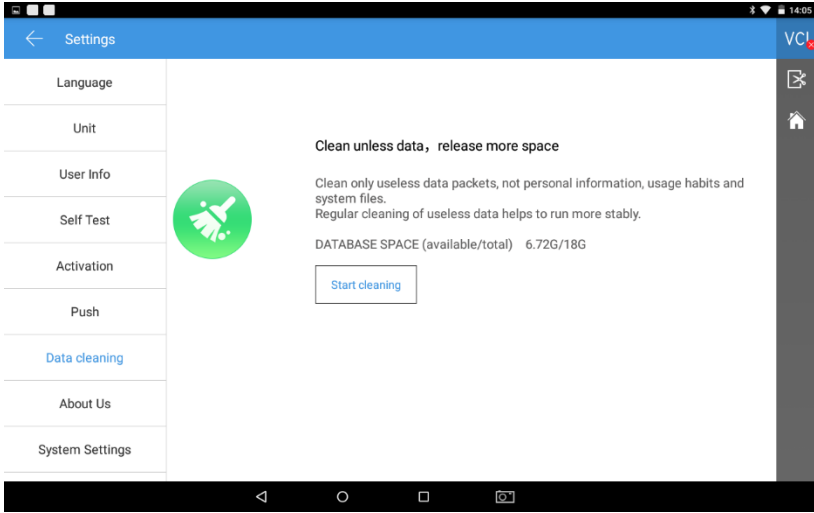 14:05
Settings
VCI
Language
Unit
User Info
Self Test
Activation
Push
Data cleaning
About Us
System Settings
Clean unless data，release more space
Clean only useless data packets, not personal information, usage habits and
system files.
Regular cleaning of useless data helps to run more stably.
DATABASE SPACE (available/total) 6.72G/18G
Start cleaning